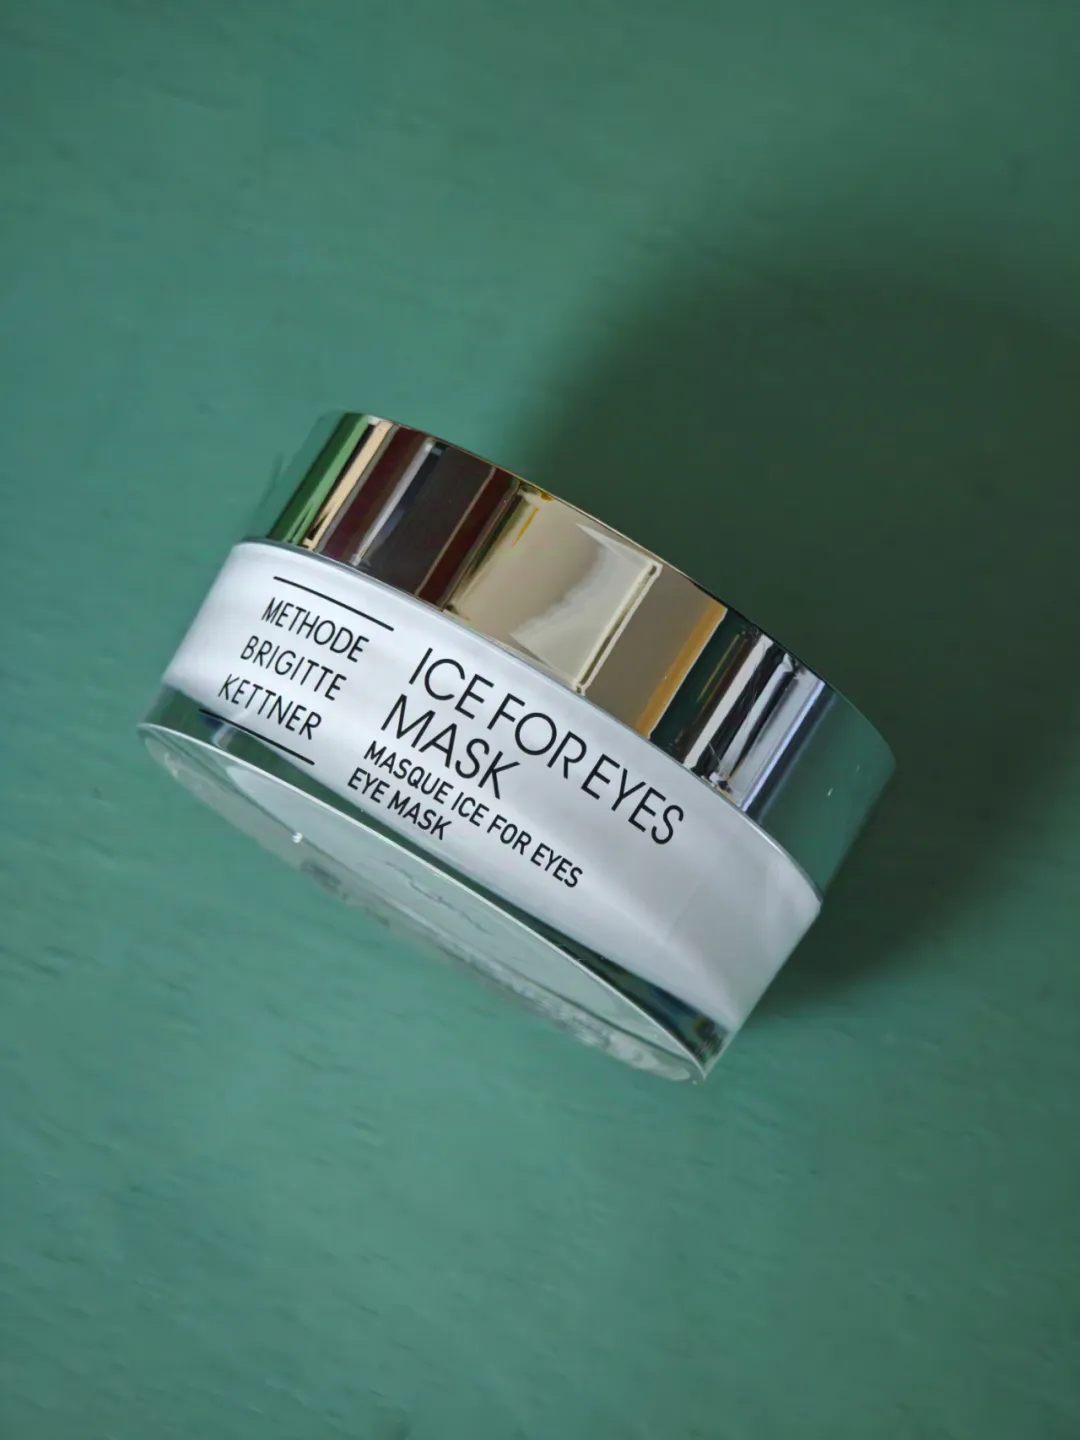 METHODE
BRIGITTE
KETTNER
ICE FOR EYES
MASK
MASQUE ICE FOR EYES
EYE MASK